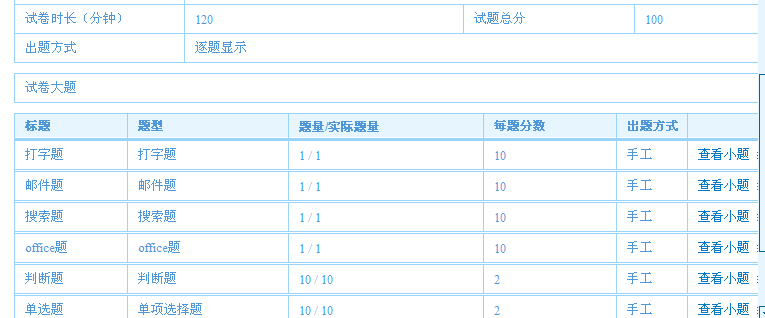 试卷时长（分钟） 120 试题总分 100
出题方式 逐题显示
试卷大题
标题 题型 题量/实际题量 每题分数 出题方式
打字题 打字题 1 / 1 10 手工 查看小题
邮件题 邮件题 1 / 1 10 手工 查看小题
搜索题 搜索题 1 / 1 10 手工 查看小题
office题 office题 1 / 1 10 手工 查看小题
判断题 判断题 10 / 10 2 手工 查看小题
单选题 单项选择题 10 / 10 2 手工 查看小题